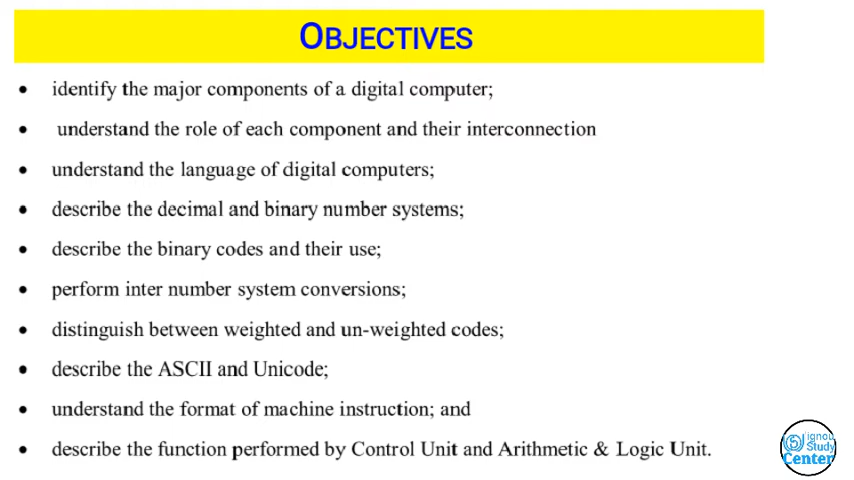 OBJECTIVES
• identify the major components of a digital computer;
• understand the role of each component and their interconnection
• understand the language of digital computers;
• describe the decimal and binary number systems;
• describe the binary codes and their use;
• perform inter number system conversions;
• distinguish between weighted and un-weighted codes;
• describe the ASCII and Unicode;
• understand the format of machine instruction; and
• describe the function performed by Control Unit and Arithmetic & Logic Unit.
ignou
Study
Center